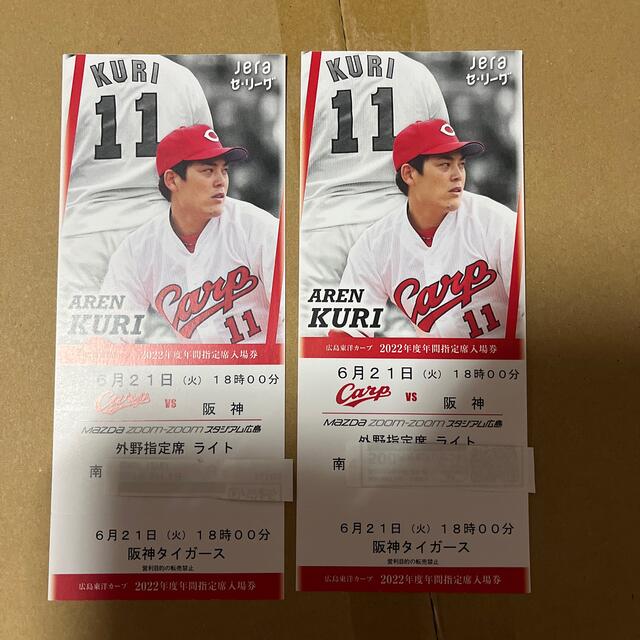 KURI
11
JERA
セ・リーグ
AREN
KURI
Carp
11
広島東洋カープ 2022年度年間指定席入場券
6月21日(火) 18時00分
Carp VS 阪神
MAZDA ZOOM-ZOOM スタジアム広島
外野指定席 ライト
南
6月21日(火) 18時00分
阪神タイガース
営利目的の転売禁止
広島東洋カープ 2022年度年間指定席入場券
KURI
11
JERA
セ・リーグ
AREN
KURI
Carp
11
広島東洋カープ 2022年度年間指定席入場券
6月21日(火) 18時00分
Carp VS 阪神
MAZDA ZOOM-ZOOM スタジアム広島
外野指定席 ライト
南
6月21日(火) 18時00分
阪神タイガース
営利目的の転売禁止
広島東洋カープ 2022年度年間指定席入場券